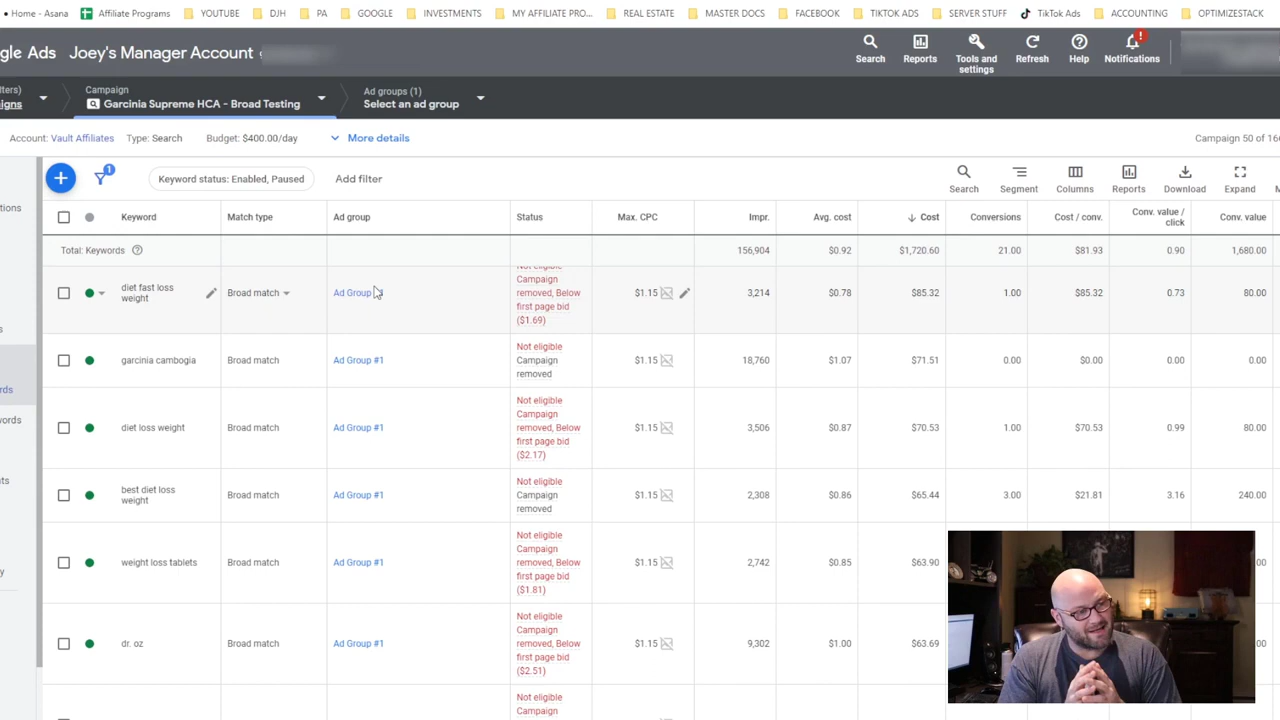 Home - Asana
Affiliate Programs
YOUTUBE
DJH
PA
GOOGLE
INVESTMENTS
MY AFFILIATE PRO...
REAL ESTATE
MASTER DOCS
FACEBOOK
TIKTOK ADS
SERVER STUFF
TikTok Ads
ACCOUNTING
OPTIMIZESTACK
gle Ads
Joey's Manager Account
Search
Reports
Tools and
settings
Refresh
Help
Notifications
!
ters)
igns
Campaign
Garcinia Supreme HCA - Broad Testing
Ad groups (1)
Select an ad group
Account: Vault Affiliates
Type: Search
Budget: $400.00/day
More details
Campaign 50 of 16
1
Keyword status: Enabled, Paused
Add filter
Search
Segment
Columns
Reports
Download
Expand
M
Keyword
Match type
Ad group
Status
Max. CPC
Impr.
Avg. cost
Cost
Conversions
Cost / conv.
Conv. value /
click
Conv. value
Total: Keywords
156,904
$0.92
$1,720.60
21.00
$81.93
0.90
1,680.00
diet fast loss
weight
Broad match
Ad Group
Not eligible
Campaign
removed, Below
first page bid
($1.69)
$1.15
3,214
$0.78
$85.32
1.00
$85.32
0.73
80.00
garcinia cambogia
Broad match
Ad Group #1
Not eligible
Campaign
removed
$1.15
18,760
$1.07
$71.51
0.00
$0.00
0.00
0.00
diet loss weight
Broad match
Ad Group #1
Not eligible
Campaign
removed, Below
first page bid
($2.17)
$1.15
3,506
$0.87
$70.53
1.00
$70.53
0.99
80.00
best diet loss
weight
Broad match
Ad Group #1
Not eligible
Campaign
removed
$1.15
2,308
$0.86
$65.44
3.00
$21.81
3.16
240.00
weight loss tablets
Broad match
Ad Group #1
Not eligible
Campaign
removed, Below
first page bid
($1.81)
$1.15
2,742
$0.85
$63.90
00
dr. oz
Broad match
Ad Group #1
Not eligible
Campaign
removed, Below
first page bid
($2.51)
$1.15
9,302
$1.00
$63.69
00
Not eligible
Campaign
tions
s
rds
words
nts
y